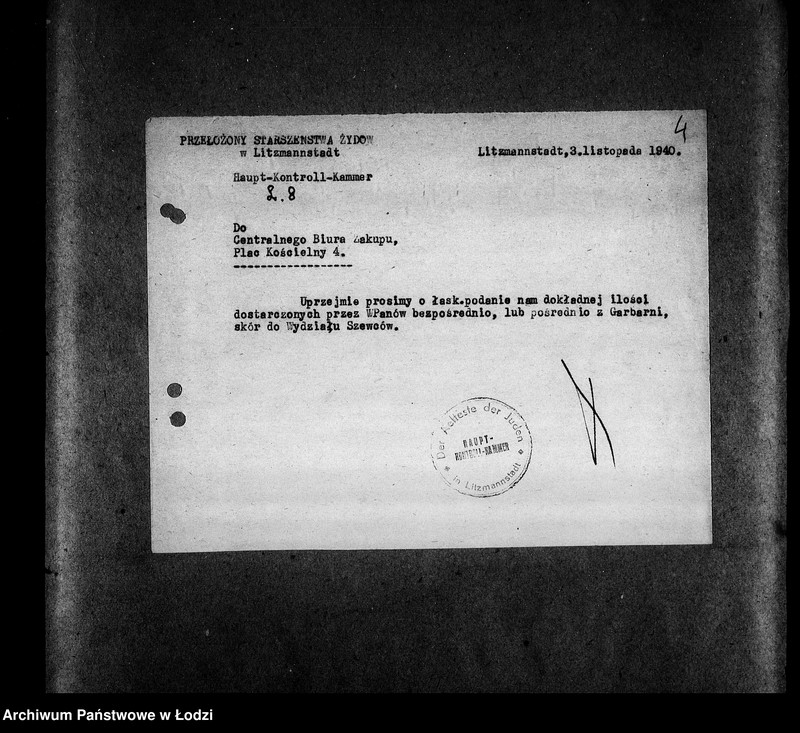 4
PRZEŁOŻONY STARSZENSTWA ŻYDOW
w Litzmannstadt
Litzmannstadt,3.listopada 1940.
Haupt-Kontroll-Kammer
L.8
Do
Centralnego Biura Zakupu,
Plac Kościelny 4.
Uprzejmie prosimy o łask.podanie nam dokładnej ilości
dostarczonych przez WPanów bezpośrednio, lub pośrednio z Garbarni,
skór do Wydziału Szewców.
Der Aelteste der Juden
HAUPT-
KONTROLL-KAMMER
in Litzmannstadt
Archiwum Państwowe w Łodzi